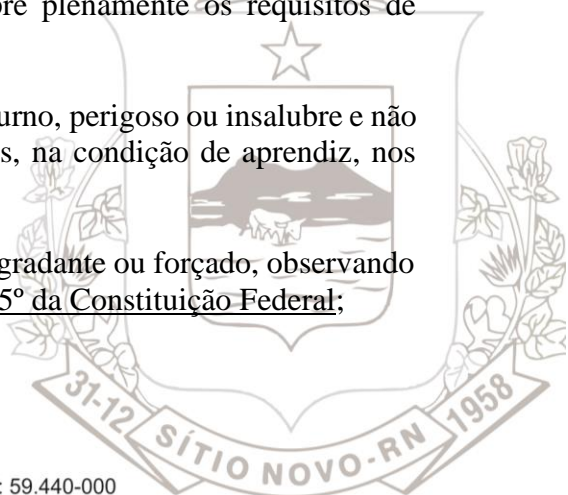 re plenamente os requisitos de
urno, perigoso ou insalubre e não
s, na condição de aprendiz, nos
gradante ou forçado, observando
5º da Constituição Federal;
31-12 SÍTIO NOVO-RN 1958
: 59.440-000